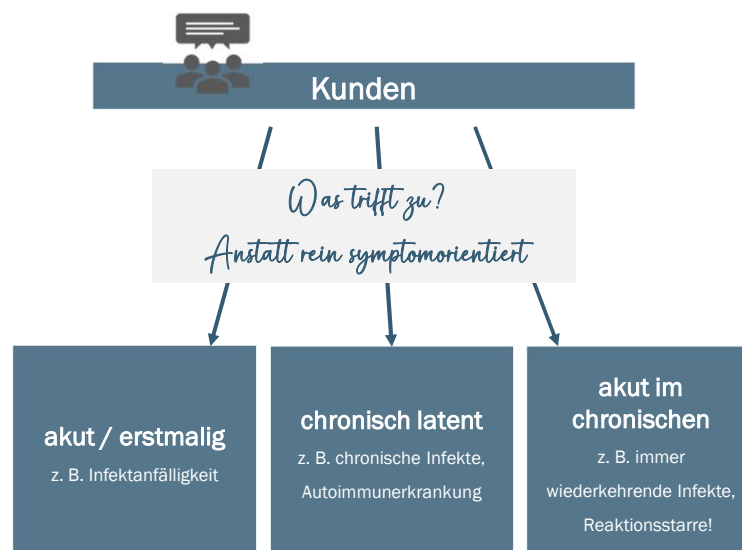 Kunden
Was trifft zu?
Anstatt rein symptomorientiert
akut / erstmalig
z. B. Infektanfälligkeit
chronisch latent
z. B. chronische Infekte,
Autoimmunerkrankung
akut im
chronischen
z. B. immer
wiederkehrende Infekte,
Reaktionsstarre!